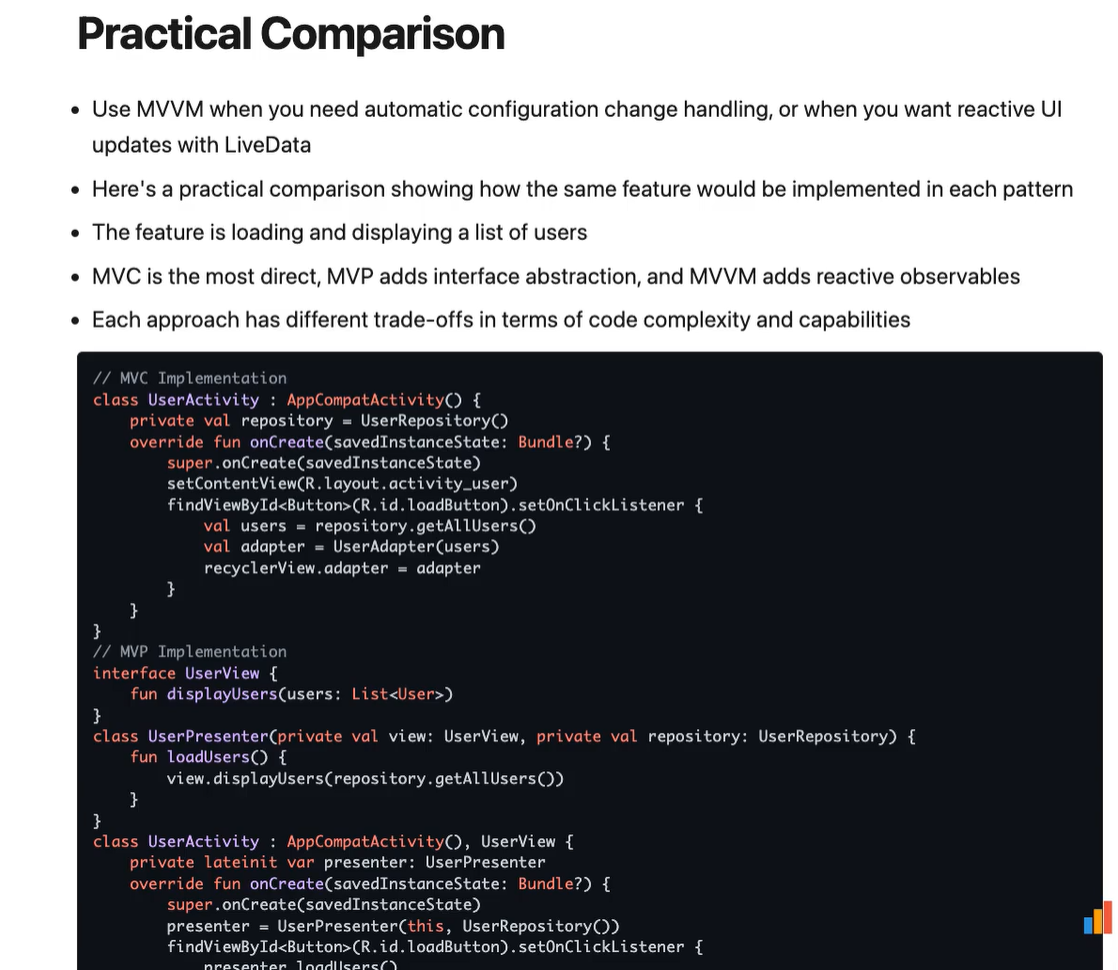 Practical Comparison
• Use MVVM when you need automatic configuration change handling, or when you want reactive UI
updates with LiveData
• Here's a practical comparison showing how the same feature would be implemented in each pattern
• The feature is loading and displaying a list of users
• MVC is the most direct, MVP adds interface abstraction, and MVVM adds reactive observables
• Each approach has different trade-offs in terms of code complexity and capabilities
// MVC Implementation
class UserActivity : AppCompatActivity() {
    private val repository = UserRepository()
    override fun onCreate(savedInstanceState: Bundle?) {
        super.onCreate(savedInstanceState)
        setContentView(R.layout.activity_user)
        findViewById<Button>(R.id.loadButton).setOnClickListener {
            val users = repository.getAllUsers()
            val adapter = UserAdapter(users)
            recyclerView.adapter = adapter
        }
    }
}
// MVP Implementation
interface UserView {
    fun displayUsers(users: List<User>)
}
class UserPresenter(private val view: UserView, private val repository: UserRepository) {
    fun loadUsers() {
        view.displayUsers(repository.getAllUsers())
    }
}
class UserActivity : AppCompatActivity(), UserView {
    private lateinit var presenter: UserPresenter
    override fun onCreate(savedInstanceState: Bundle?) {
        super.onCreate(savedInstanceState)
        presenter = UserPresenter(this, UserRepository())
        findViewById<Button>(R.id.loadButton).setOnClickListener {
            presenter.loadUsers()